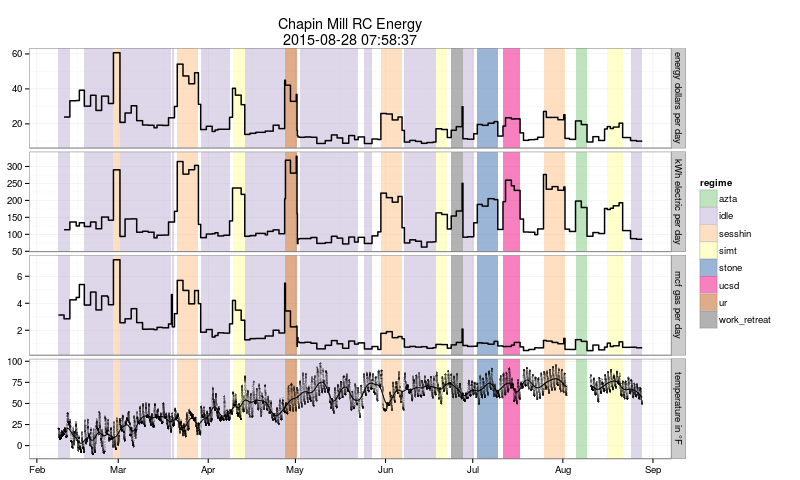 Chapin Mill RC Energy
2015-08-28 07:58:37
60
40
20
energy dollars per day
300
250
200
150
100
50
kWh electric per day
6
4
2
mcf gas per day
100
75
50
25
0
temperature in °F
Feb Mar Apr May Jun Jul Aug Sep
regime
azta
idle
sesshin
simt
stone
ucsd
ur
work_retreat